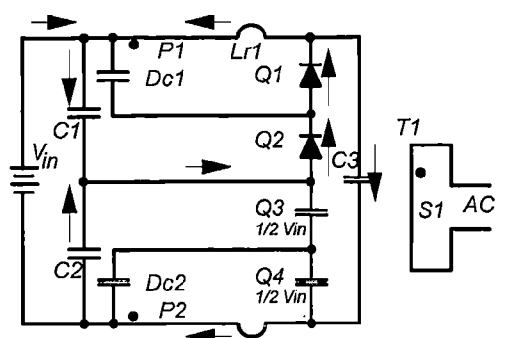 P1
Lr1
Dc1
Q1
C1
Q2
T1
Vin
C3
S1
AC
Q3
1/2 Vin
C2
Dc2
Q4
1/2 Vin
P2